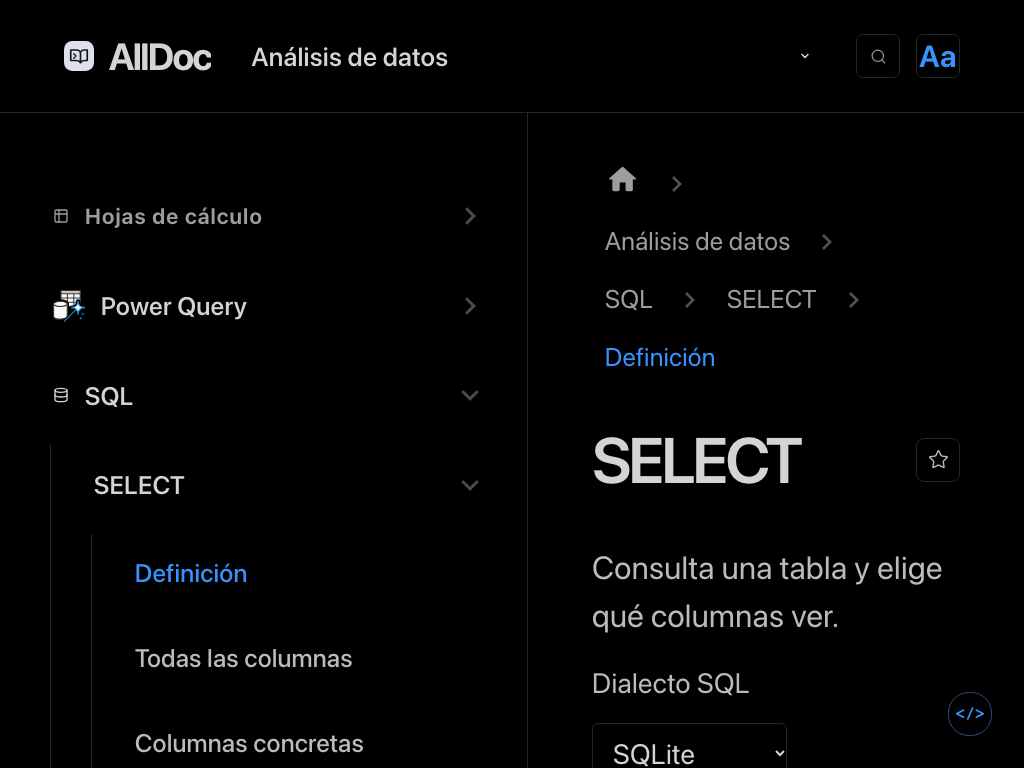 AllDoc
Análisis de datos
Aa
Hojas de cálculo
Power Query
SQL
SELECT
Definición
Todas las columnas
Columnas concretas
Análisis de datos
SQL
SELECT
Definición
SELECT
Consulta una tabla y elige
qué columnas ver.
Dialecto SQL
SQLite
</>